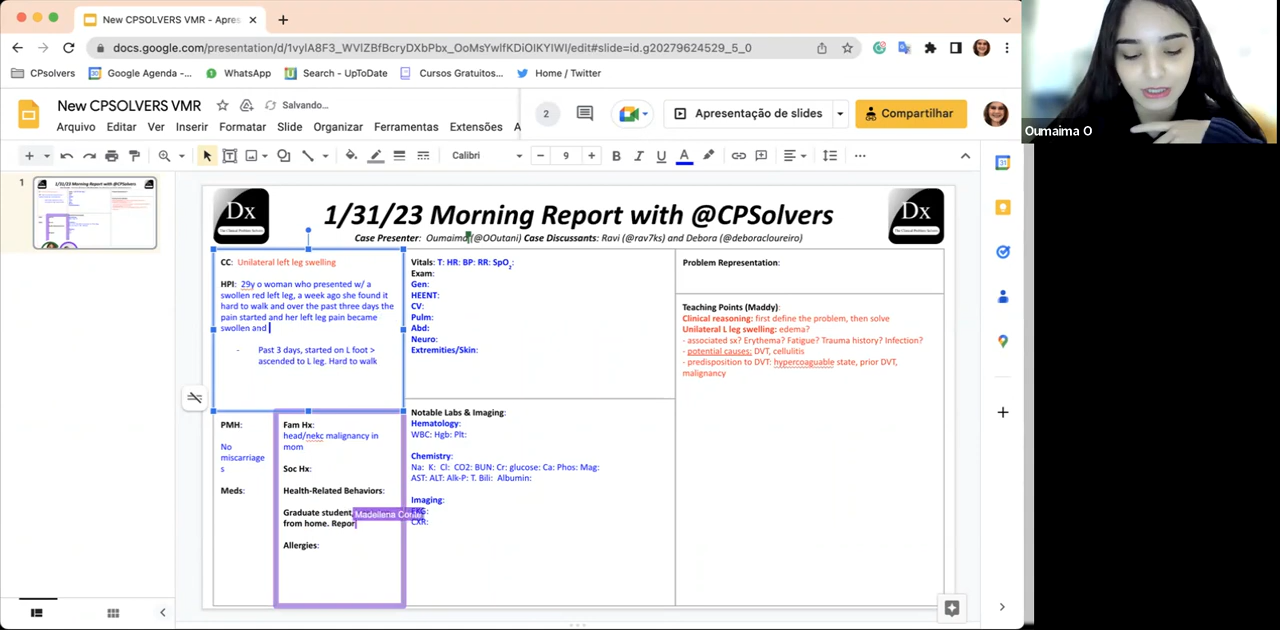 New CPSOLVERS VMR - Apres
docs.google.com/presentation/d/1vyIA8F3_WVIZBfBcryDXbPbx_OoMsYwlfKDiOIKYIWI/edit#slide=id.g20279624529_5_0
CPsolvers
Google Agenda -...
WhatsApp
Search - UpToDate
Cursos Gratuitos...
Home / Twitter
New CPSOLVERS VMR
Salvando...
2
Apresentação de slides
Compartilhar
Arquivo Editar Ver Inserir Formatar Slide Organizar Ferramentas Extensões A
Calibri
9
B I U A
Oumaima O
1
Dx
1/31/23 Morning Report with @CPSolvers
Dx
Case Presenter: Oumaima (@OOutani) Case Discussants: Ravi (@rav7ks) and Debora (@deboracloureiro)
CC: Unilateral left leg swelling
HPI: 29y o woman who presented w/ a
swollen red left leg, a week ago she found it
hard to walk and over the past three days the
pain started and her left leg pain became
swollen and
- Past 3 days, started on L foot >
ascended to L leg. Hard to walk
PMH:
No
miscarriage
s
Meds:
Fam Hx:
head/nekc malignancy in
mom
Soc Hx:
Health-Related Behaviors:
Graduate student,
from home. Repor
Allergies:
Vitals: T: HR: BP: RR: SpO2:
Exam:
Gen:
HEENT:
CV:
Pulm:
Abd:
Neuro:
Extremities/Skin:
Notable Labs & Imaging:
Hematology:
WBC: Hgb: Plt:
Chemistry:
Na: K: Cl: CO2: BUN: Cr: glucose: Ca: Phos: Mag:
AST: ALT: Alk-P: T. Bili: Albumin:
Imaging:
EKG:
CXR:
Problem Representation:
Teaching Points (Maddy):
Clinical reasoning: first define the problem, then solve
Unilateral L leg swelling: edema?
- associated sx? Erythema? Fatigue? Trauma history? Infection?
- potential causes: DVT, cellulitis
- predisposition to DVT: hypercoaguable state, prior DVT,
malignancy